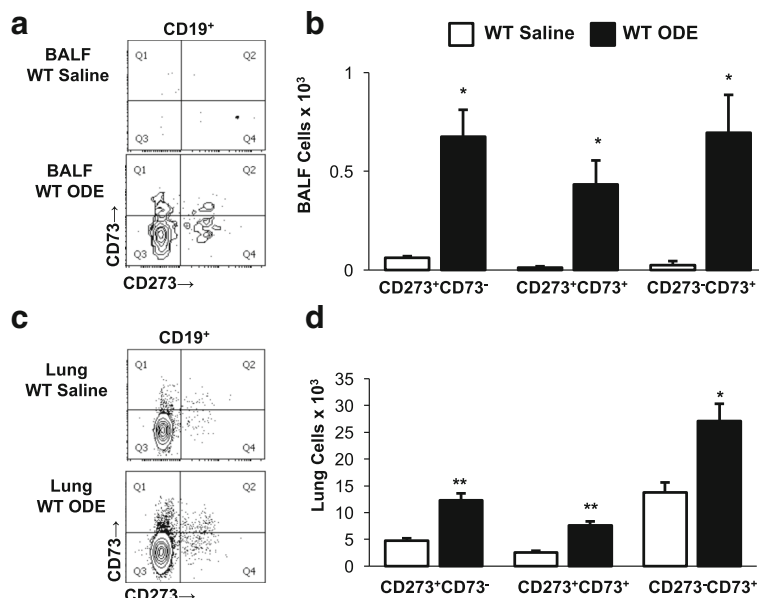 a
CD19⁺
BALF
WT Saline
Q1
Q2
Q3
Q4
BALF
WT ODE
Q1
Q2
Q3
Q4
CD73→
CD273→
b
WT Saline
WT ODE
BALF Cells x 10³
1
0.5
0
*
*
*
CD273⁺CD73⁻
CD273⁺CD73⁺
CD273⁻CD73⁺
c
CD19⁺
Lung
WT Saline
Q1
Q2
Q3
Q4
Lung
WT ODE
Q1
Q2
Q3
Q4
CD73→
CD273→
d
Lung Cells x 10³
35
30
25
20
15
10
5
0
**
**
*
CD273⁺CD73⁻
CD273⁺CD73⁺
CD273⁻CD73⁺